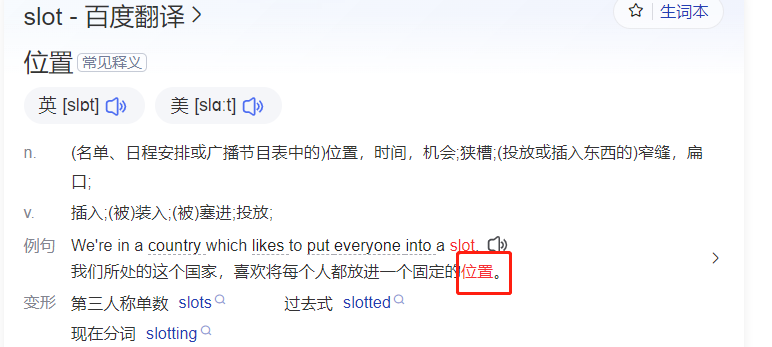 slot - 百度翻译
生词本
位置 常见释义
英 [slɒt] 美 [slɑːt]
n. (名单、日程安排或广播节目表中的)位置，时间，机会;狭槽;(投放或插入东西的)窄缝，扁
口;
v. 插入;(被)装入;(被)塞进;投放;
例句 We're in a country which likes to put everyone into a slot.
我们所处的这个国家，喜欢将每个人都放进一个固定的位置。
变形 第三人称单数 slots 过去式 slotted
现在分词 slotting